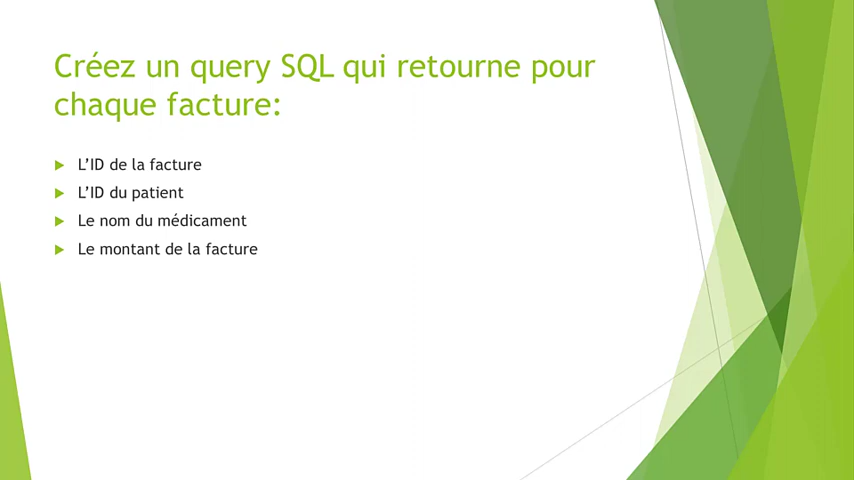 Créez un query SQL qui retourne pour
chaque facture:
L’ID de la facture
L’ID du patient
Le nom du médicament
Le montant de la facture